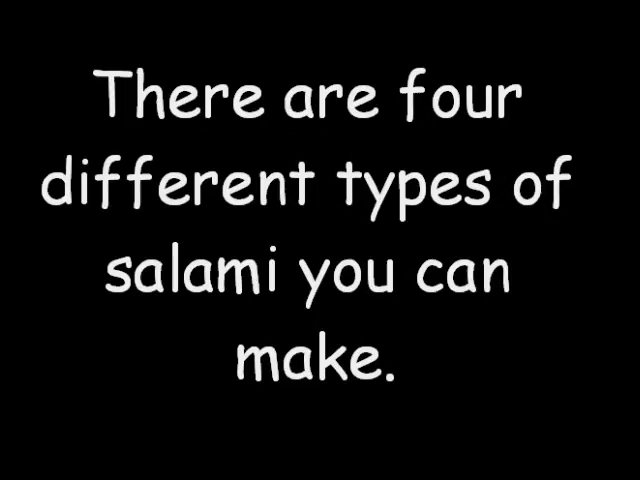 There are four
different types of
salami you can
make.